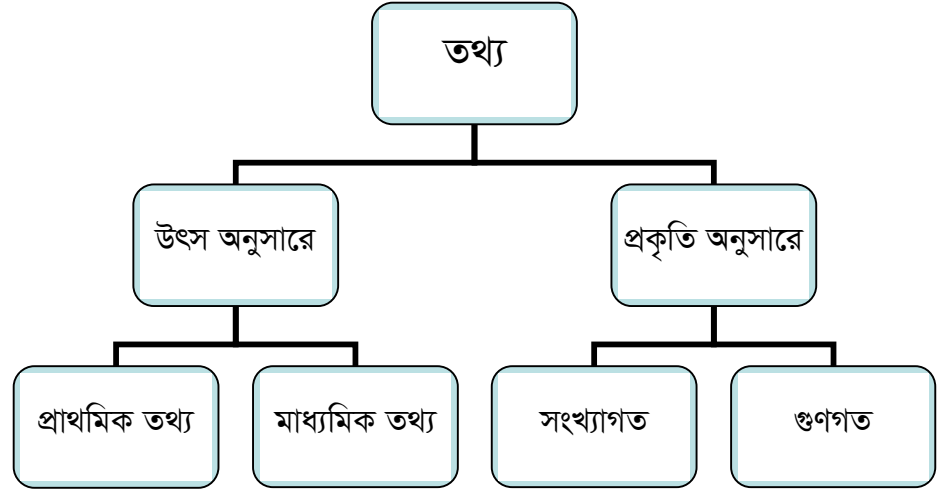 তথ্য
উৎস অনুসারে
প্রকৃতি অনুসারে
প্রাথমিক তথ্য
মাধ্যমিক তথ্য
সংখ্যাগত
গুণগত